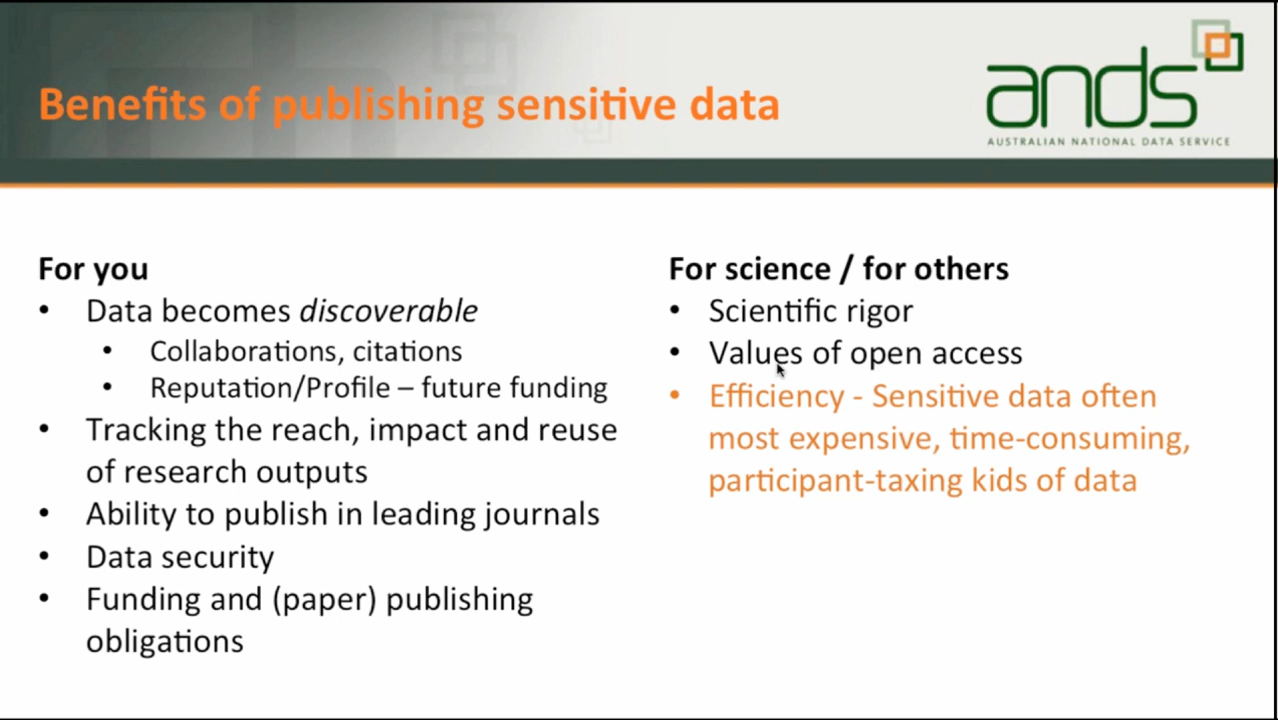 Benefits of publishing sensitive data
ands
AUSTRALIAN NATIONAL DATA SERVICE
For you
• Data becomes discoverable
• Collaborations, citations
• Reputation/Profile – future funding
• Tracking the reach, impact and reuse
of research outputs
• Ability to publish in leading journals
• Data security
• Funding and (paper) publishing
obligations
For science / for others
• Scientific rigor
• Values of open access
• Efficiency - Sensitive data often
most expensive, time-consuming,
participant-taxing kids of data